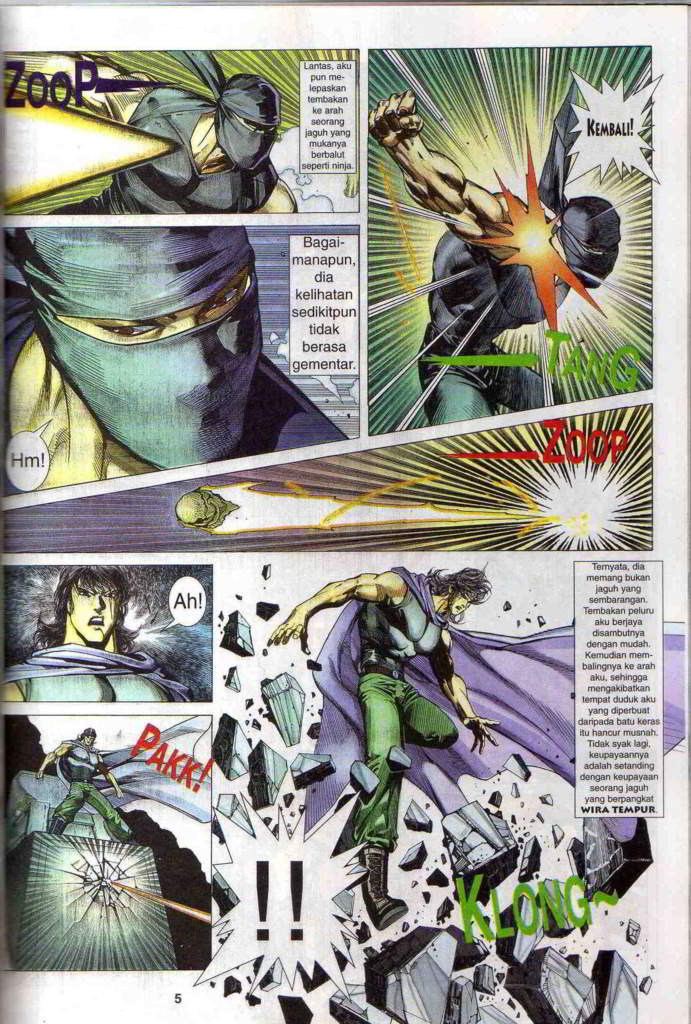 ZOOP
Lantas, aku
pun me-
lepaskan
tembakan
ke arah
seorang
jaguh yang
mukanya
berbalut
seperti ninja.
KEMBALI!
TANG
Bagai-
manapun,
dia
kelihatan
sedikitpun
tidak
berasa
gementar.
Hm!
ZOOP
Ah!
PAKK!
Ternyata, dia
memang bukan
jaguh yang
sembarangan.
Tembakan peluru
aku berjaya
disambutnya
dengan mudah.
Kemudian mem-
balingnya ke arah
aku, sehingga
mengakibatkan
tempat duduk aku
yang diperbuat
daripada batu keras
itu hancur musnah.
Tidak syak lagi,
keupayaannya
adalah setanding
dengan keupayaan
seorang jaguh
yang berpangkat
WIRA TEMPUR.
!!
KLONG~
5